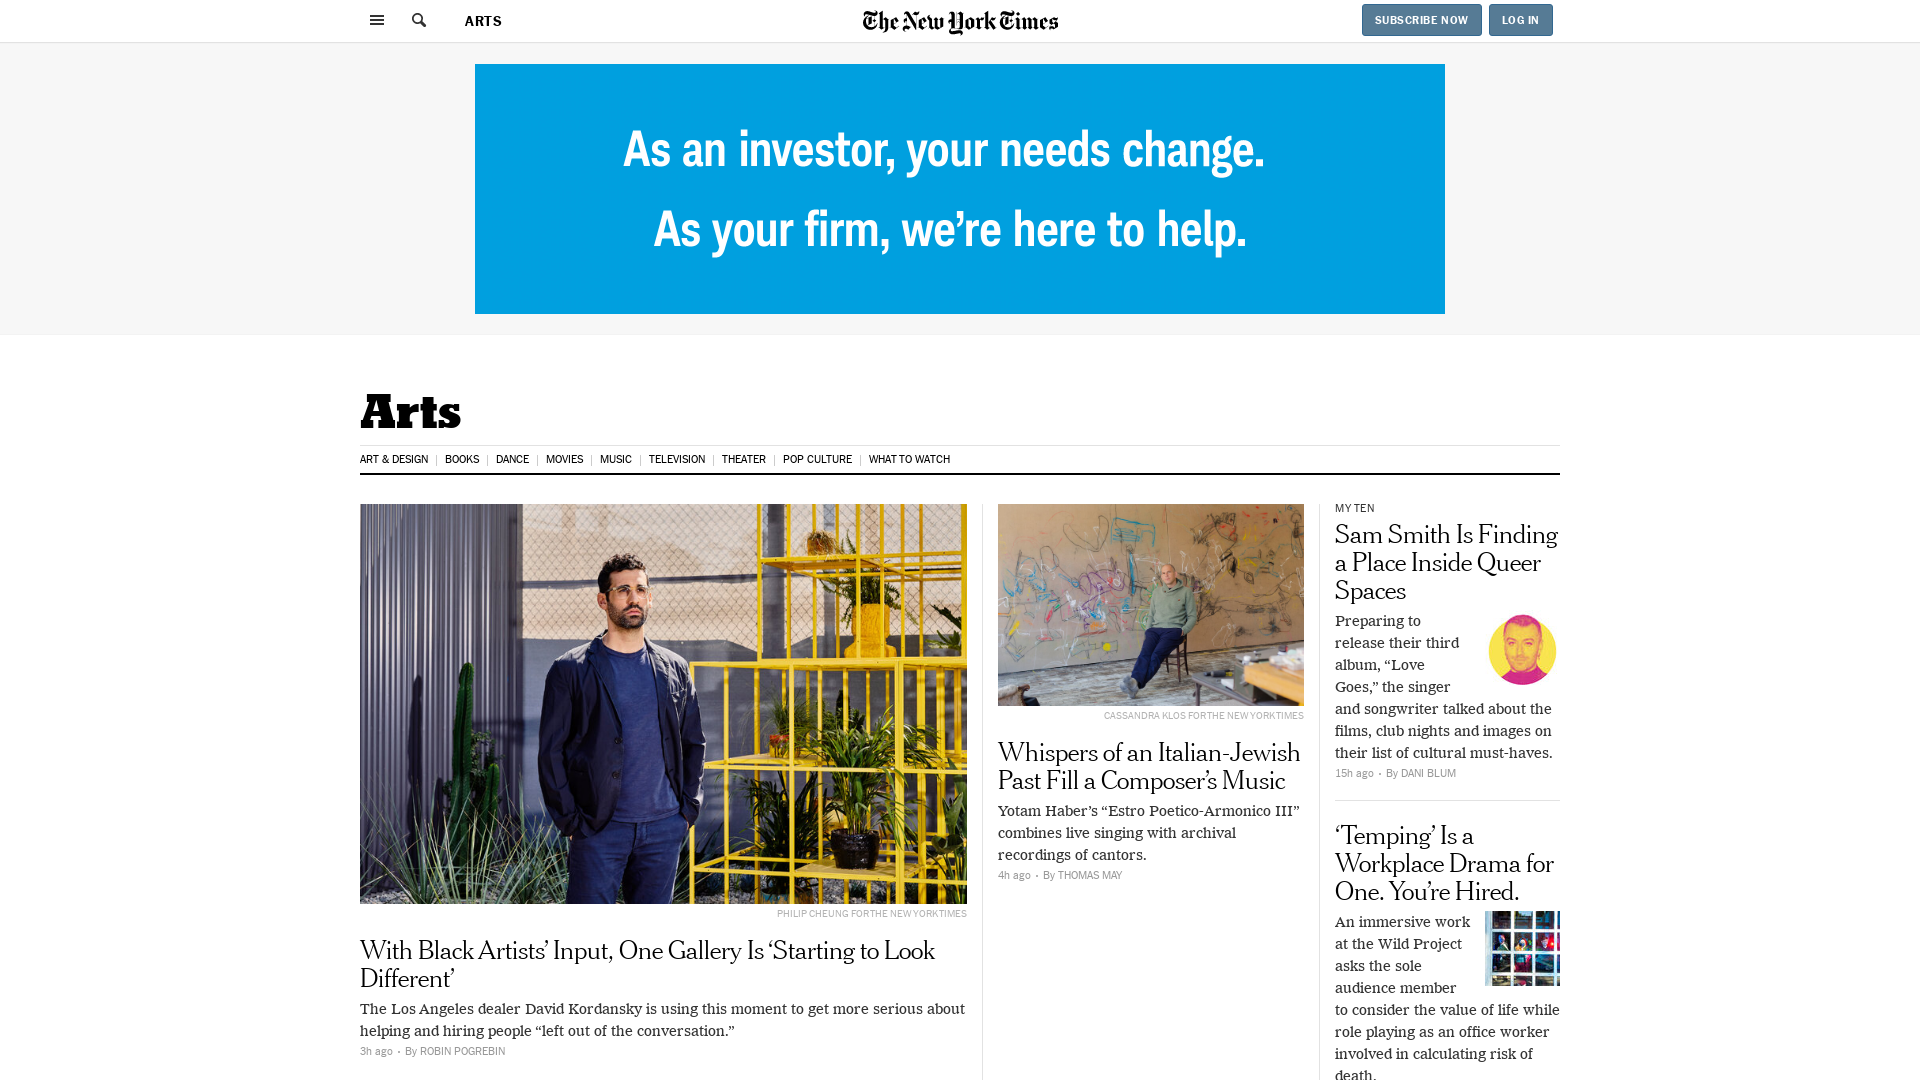 ARTS
The New York Times
SUBSCRIBE NOW
LOG IN
As an investor, your needs change.
As your firm, we're here to help.
Arts
ART & DESIGN
BOOKS
DANCE
MOVIES
MUSIC
TELEVISION
THEATER
POP CULTURE
WHAT TO WATCH
PHILIP CHEUNG FOR THE NEW YORK TIMES
With Black Artists’ Input, One Gallery Is ‘Starting to Look
Different’
The Los Angeles dealer David Kordansky is using this moment to get more serious about
helping and hiring people “left out of the conversation.”
3h ago · By ROBIN POGREBIN
CASSANDRA KLOS FOR THE NEW YORK TIMES
Whispers of an Italian-Jewish
Past Fill a Composer’s Music
Yotam Haber’s “Estro Poetico-Armonico III”
combines live singing with archival
recordings of cantors.
4h ago · By THOMAS MAY
MY TEN
Sam Smith Is Finding
a Place Inside Queer
Spaces
Preparing to
release their third
album, “Love
Goes,” the singer
and songwriter talked about the
films, club nights and images on
their list of cultural must-haves.
15h ago · By DANI BLUM
‘Temping’ Is a
Workplace Drama for
One. You’re Hired.
An immersive work
at the Wild Project
asks the sole
audience member
to consider the value of life while
role playing as an office worker
involved in calculating risk of
death.